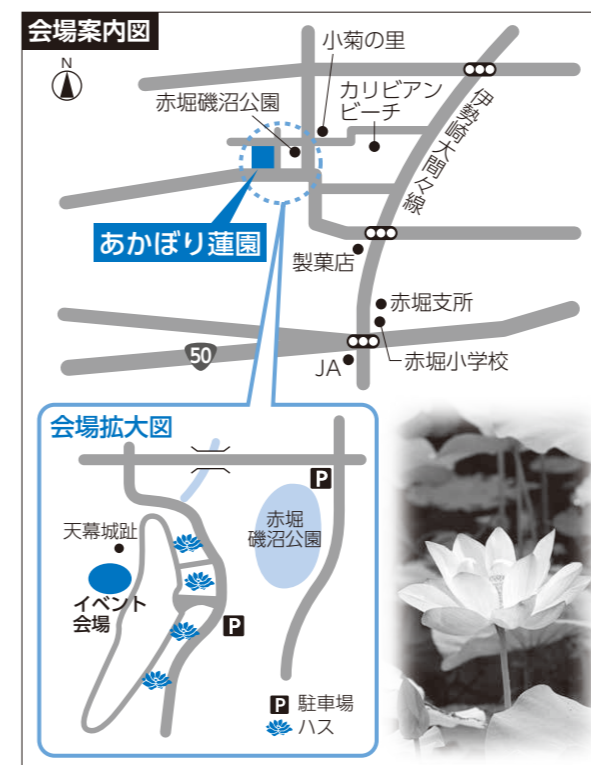 会場案内図
N
小菊の里
カリビアン
ビーチ
赤堀磯沼公園
伊勢崎大間々線
あかぼり蓮園
製菓店
赤堀支所
50
赤堀小学校
JA
会場拡大図
P
天幕城趾
赤堀
磯沼公園
イベント
会場
P
P 駐車場
ハス